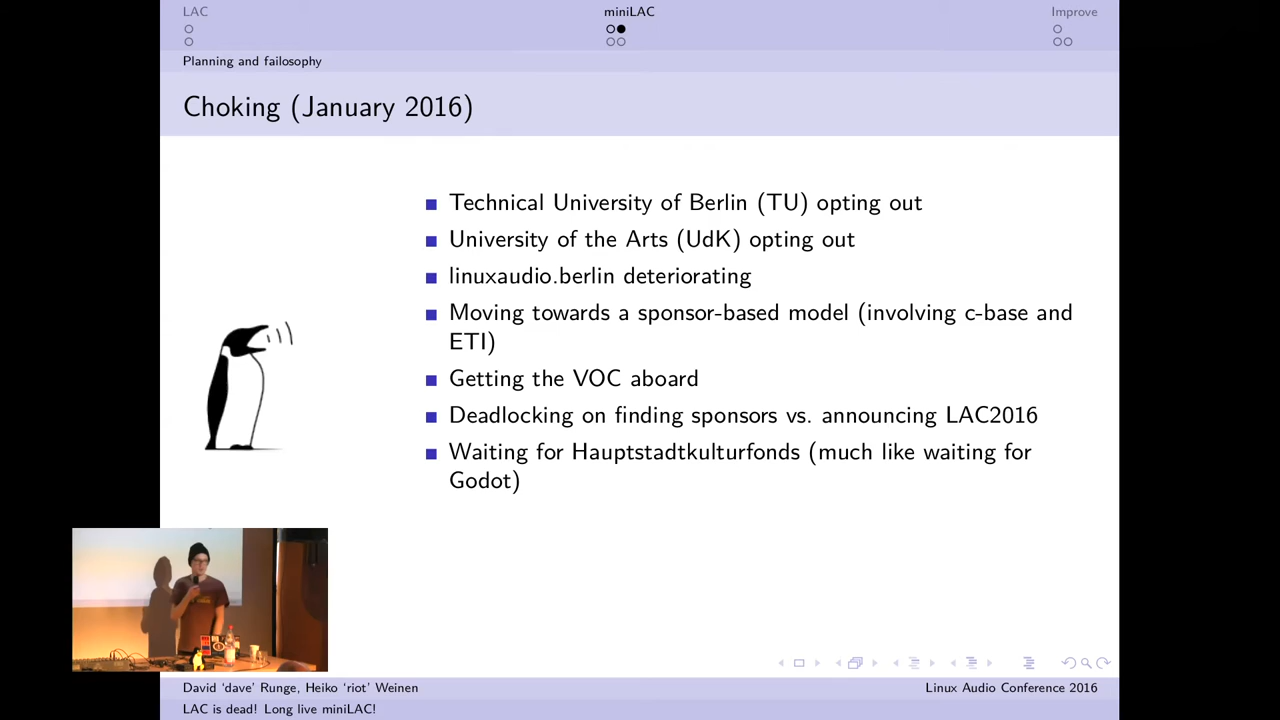 LAC
miniLAC
Improve
Planning and failosophy
Choking (January 2016)
Technical University of Berlin (TU) opting out
University of the Arts (UdK) opting out
linuxaudio.berlin deteriorating
Moving towards a sponsor-based model (involving c-base and
ETI)
Getting the VOC aboard
Deadlocking on finding sponsors vs. announcing LAC2016
Waiting for Hauptstadtkulturfonds (much like waiting for
Godot)
David ‘dave’ Runge, Heiko ‘riot’ Weinen
Linux Audio Conference 2016
LAC is dead! Long live miniLAC!